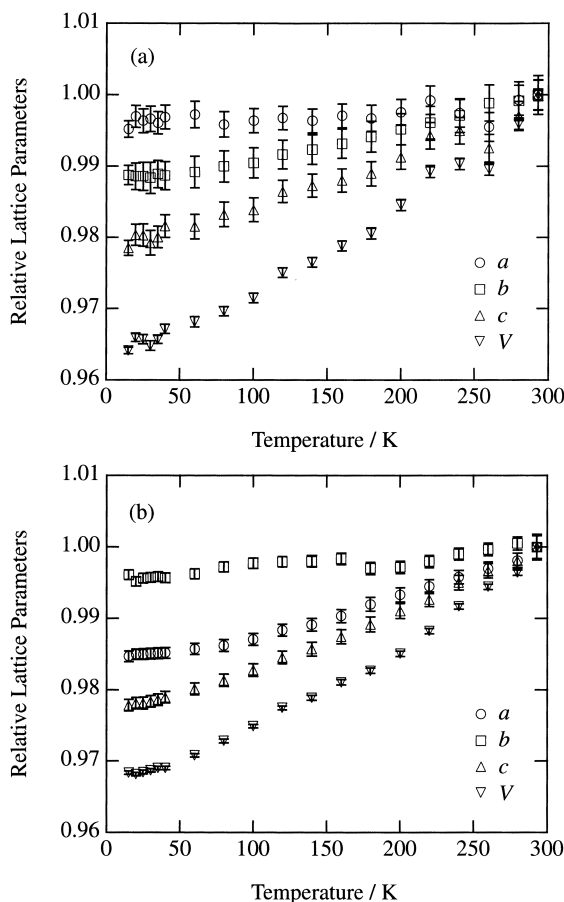 1.01
(a)
1.00
0.99
0.98
0.97
0.96
Relative Lattice Parameters
a
b
c
V
0 50 100 150 200 250 300
Temperature / K
1.01
(b)
1.00
0.99
0.98
0.97
0.96
Relative Lattice Parameters
a
b
c
V
0 50 100 150 200 250 300
Temperature / K